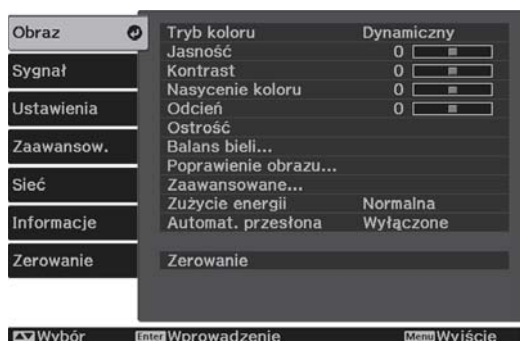 Obraz
Sygnał
Ustawienia
Zaawansow.
Sieć
Informacje
Zerowanie
Tryb koloru Dynamiczny
Jasność 0
Kontrast 0
Nasycenie koloru 0
Odcień 0
Ostrość
Balans bieli...
Poprawienie obrazu...
Zaawansowane...
Zużycie energii Normalna
Automat. przesłona Wyłączone
Zerowanie
Wybór Enter Wprowadzenie Menu Wyjście